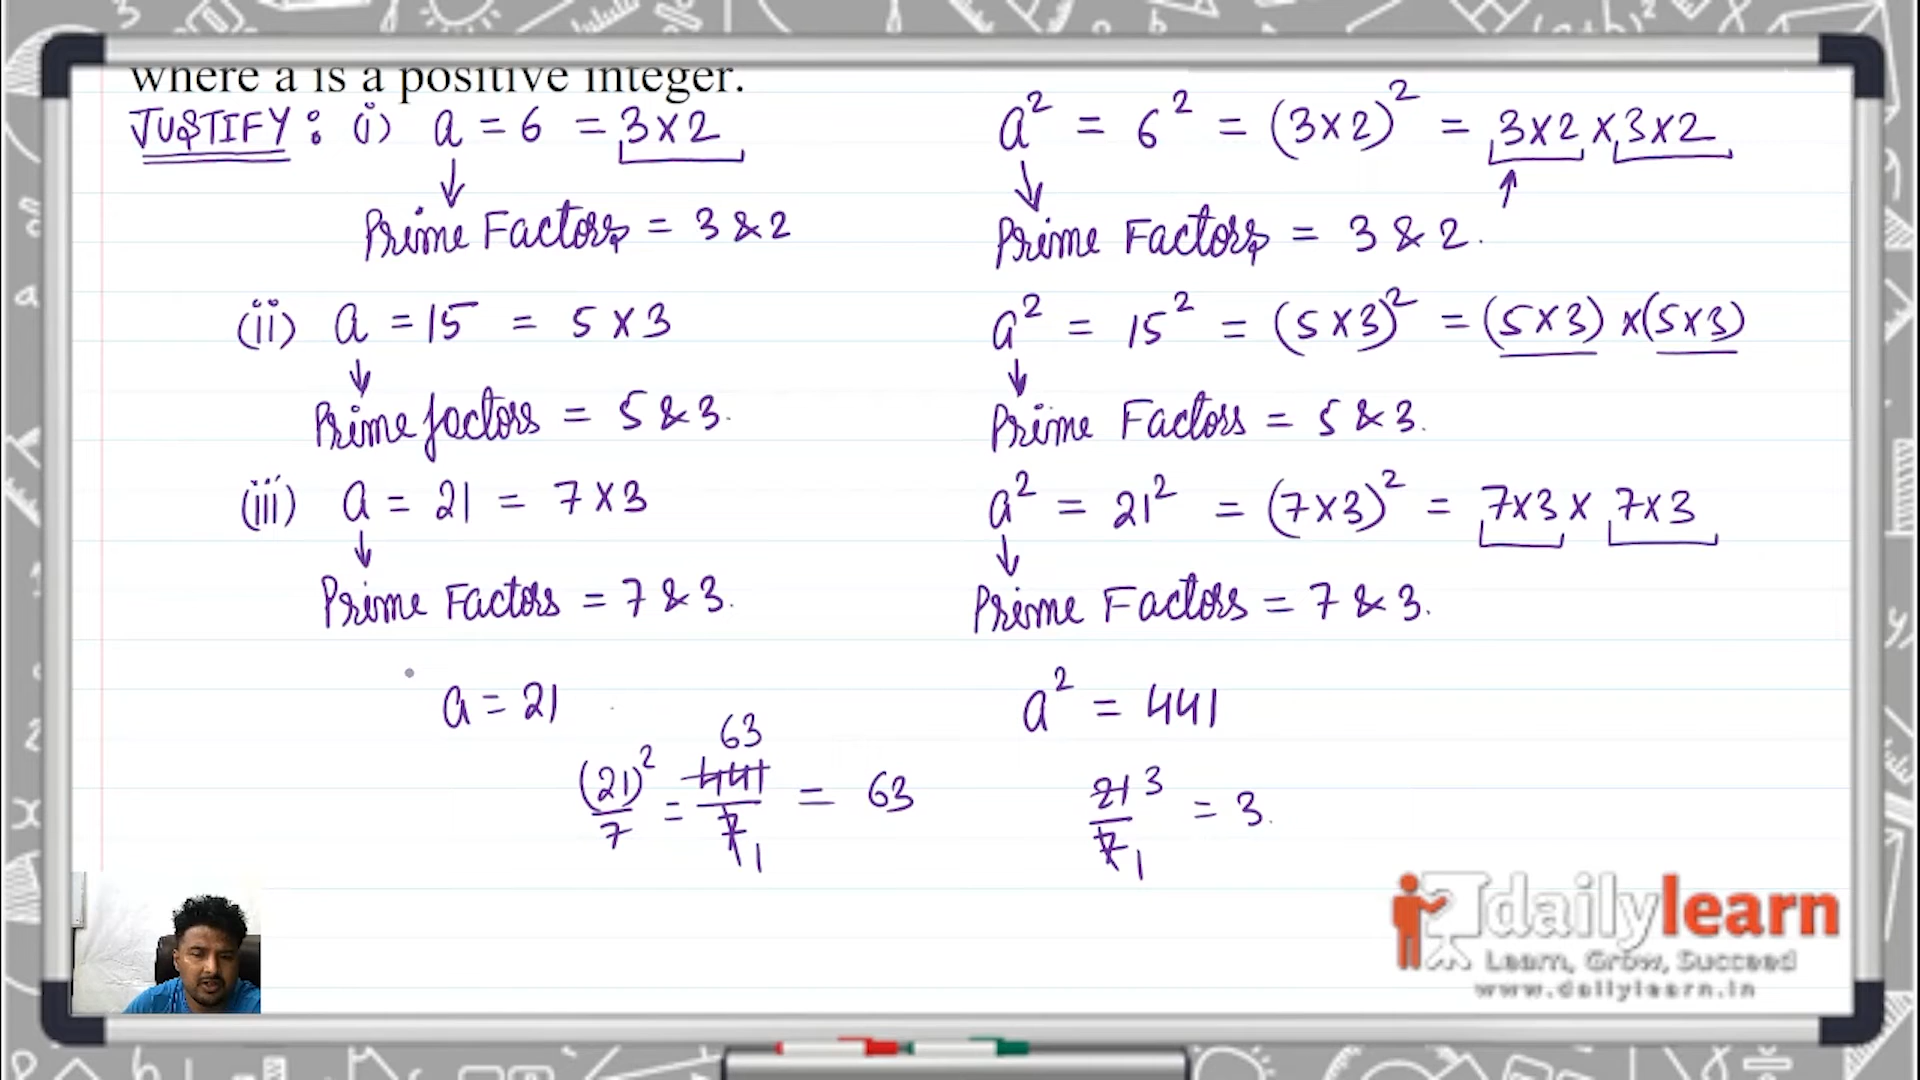 where a is a positive integer.
JUSTIFY : (i) a = 6 = 3×2
a² = 6² = (3×2)² = 3×2 × 3×2
Prime Factors = 3 & 2
Prime Factors = 3 & 2.
(ii) a = 15 = 5 × 3
a² = 15² = (5×3)² = (5×3) × (5×3)
Prime factors = 5 & 3.
Prime Factors = 5 & 3.
(iii) a = 21 = 7 × 3
a² = 21² = (7×3)² = 7×3 × 7×3
Prime Factors = 7 & 3.
Prime Factors = 7 & 3.
a = 21
a² = 441
63
(21)²/7 = 441/7 1 = 63
21 3/7 1 = 3.
dailylearn
Learn, Grow, Succeed
www.dailylearn.in